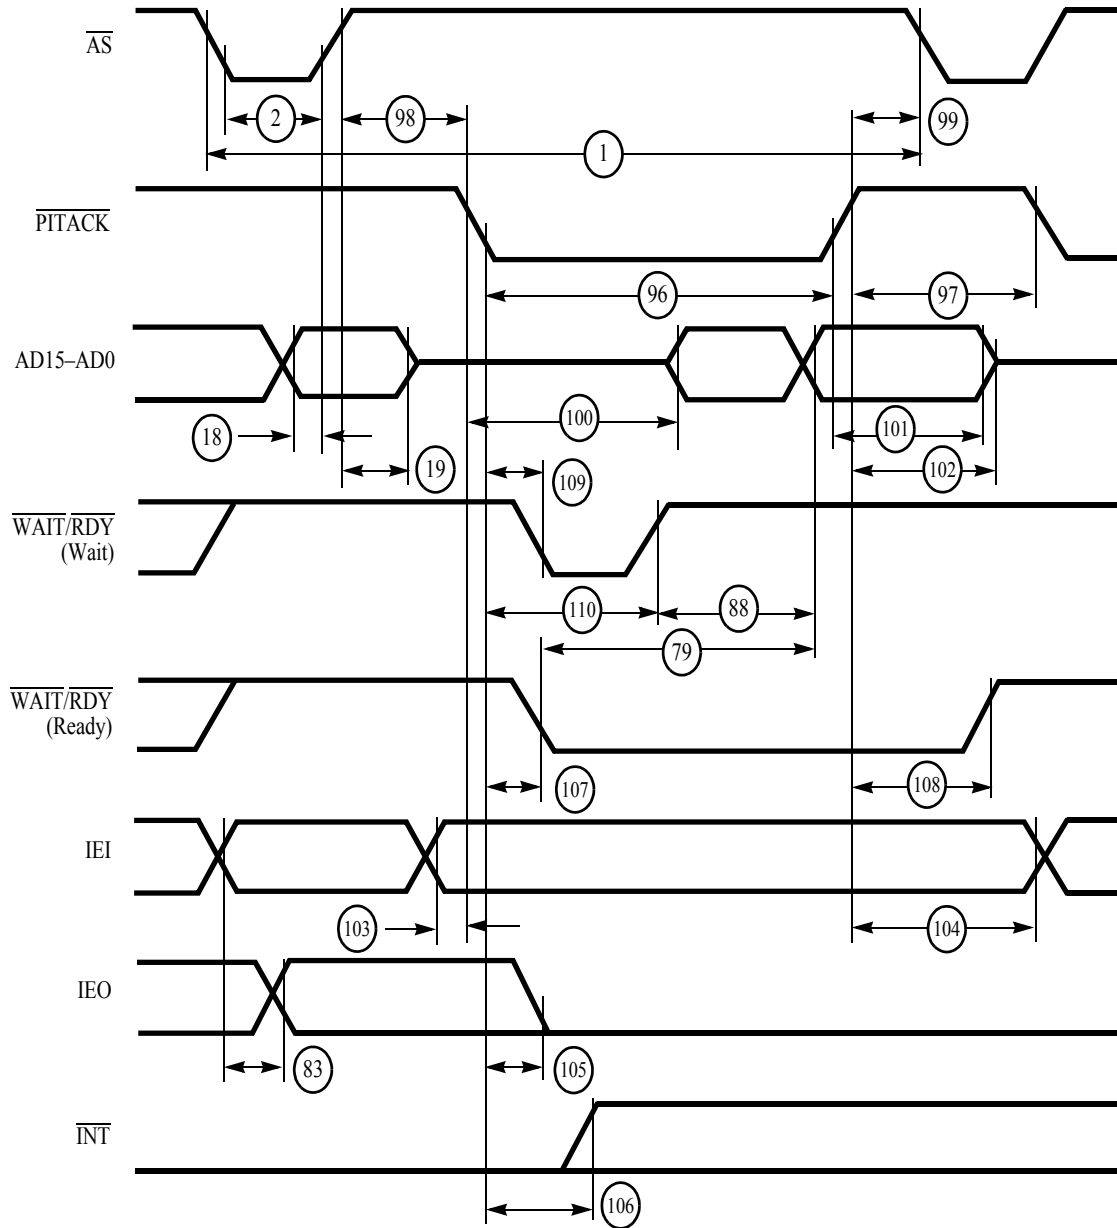 AS
2
98
99
1
PITACK
96
97
AD15–AD0
18
19
100
101
102
109
WAIT/RDY
(Wait)
110
88
79
WAIT/RDY
(Ready)
107
108
IEI
103
104
IEO
83
105
INT
106